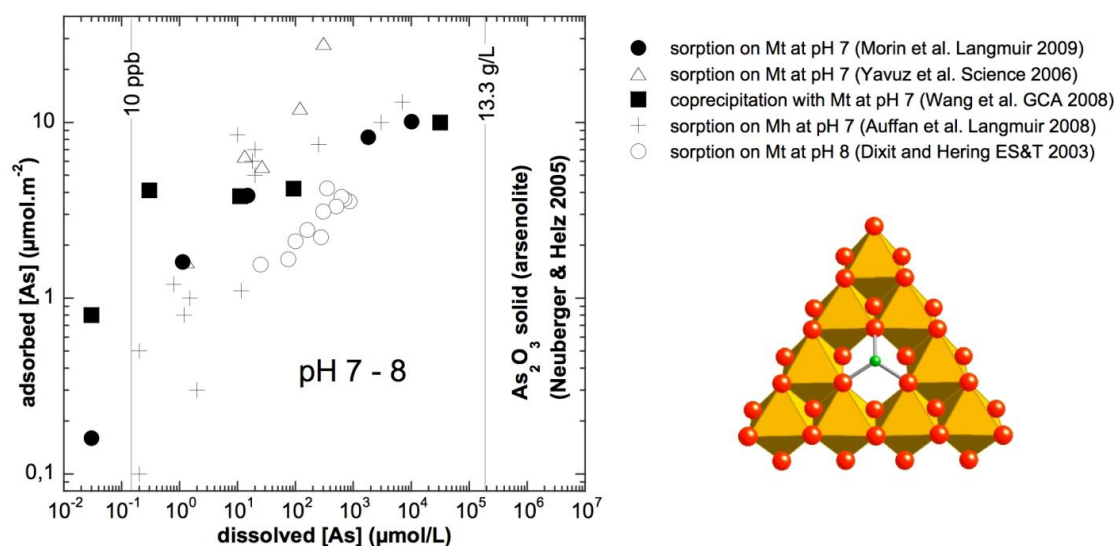 adsorbed [As] (µmol.m⁻²)
10
1
0,1
10 ppb
13.3 g/L
pH 7 - 8
As₂O₃ solid (arsenolite)
(Neuberger & Helz 2005)
10⁻² 10⁻¹ 10⁰ 10¹ 10² 10³ 10⁴ 10⁵ 10⁶ 10⁷
dissolved [As] (µmol/L)
sorption on Mt at pH 7 (Morin et al. Langmuir 2009)
sorption on Mt at pH 7 (Yavuz et al. Science 2006)
coprecipitation with Mt at pH 7 (Wang et al. GCA 2008)
sorption on Mh at pH 7 (Auffan et al. Langmuir 2008)
sorption on Mt at pH 8 (Dixit and Hering ES&T 2003)